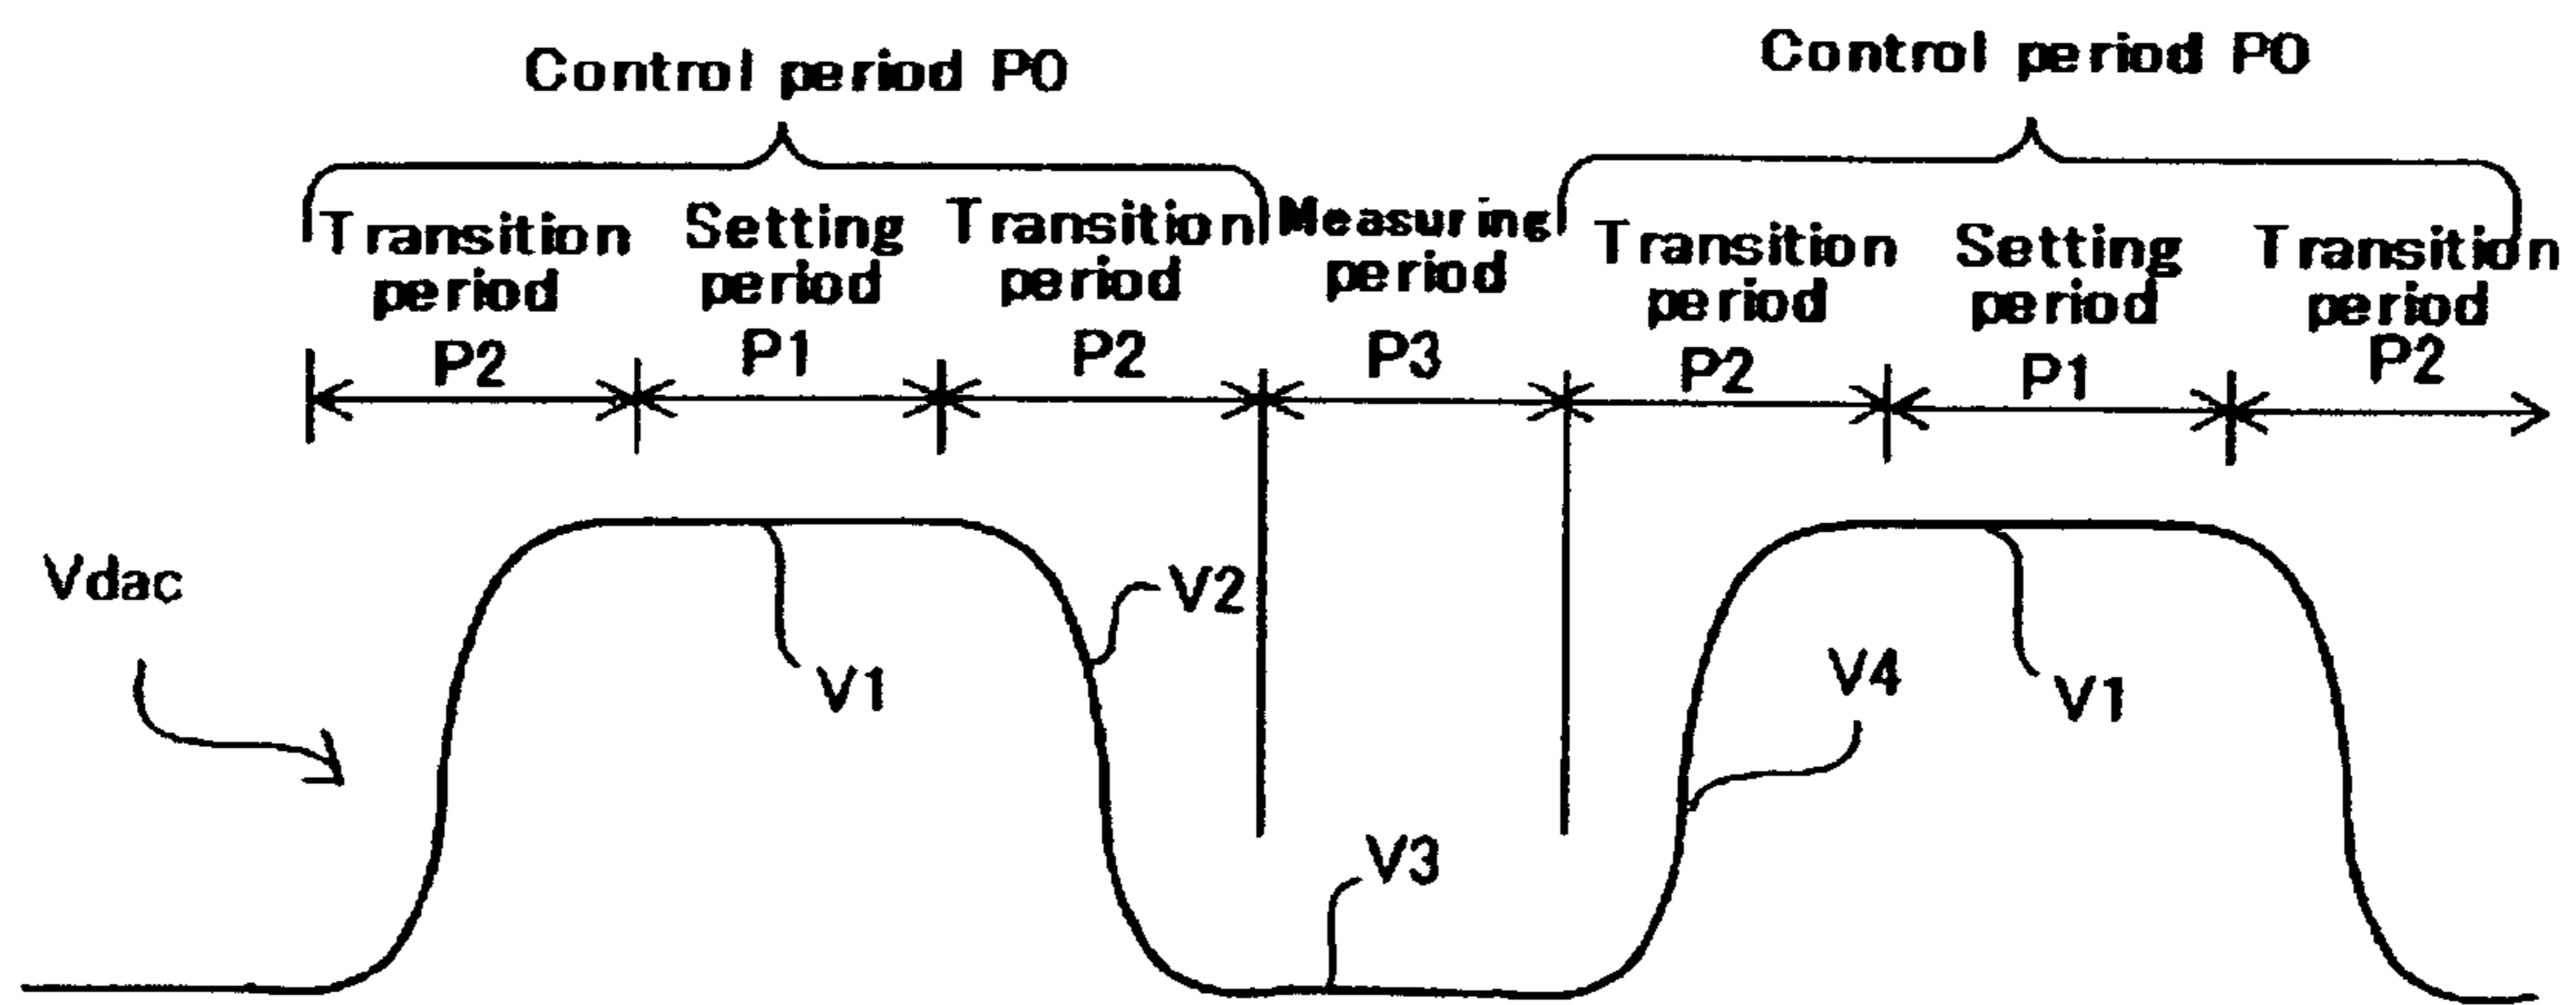 Control period P0
Control period P0
Transition period P2
Setting period P1
Transition period P2
Measuring period P3
Transition period P2
Setting period P1
Transition period P2
Vdac
V1
V2
V3
V4
V1